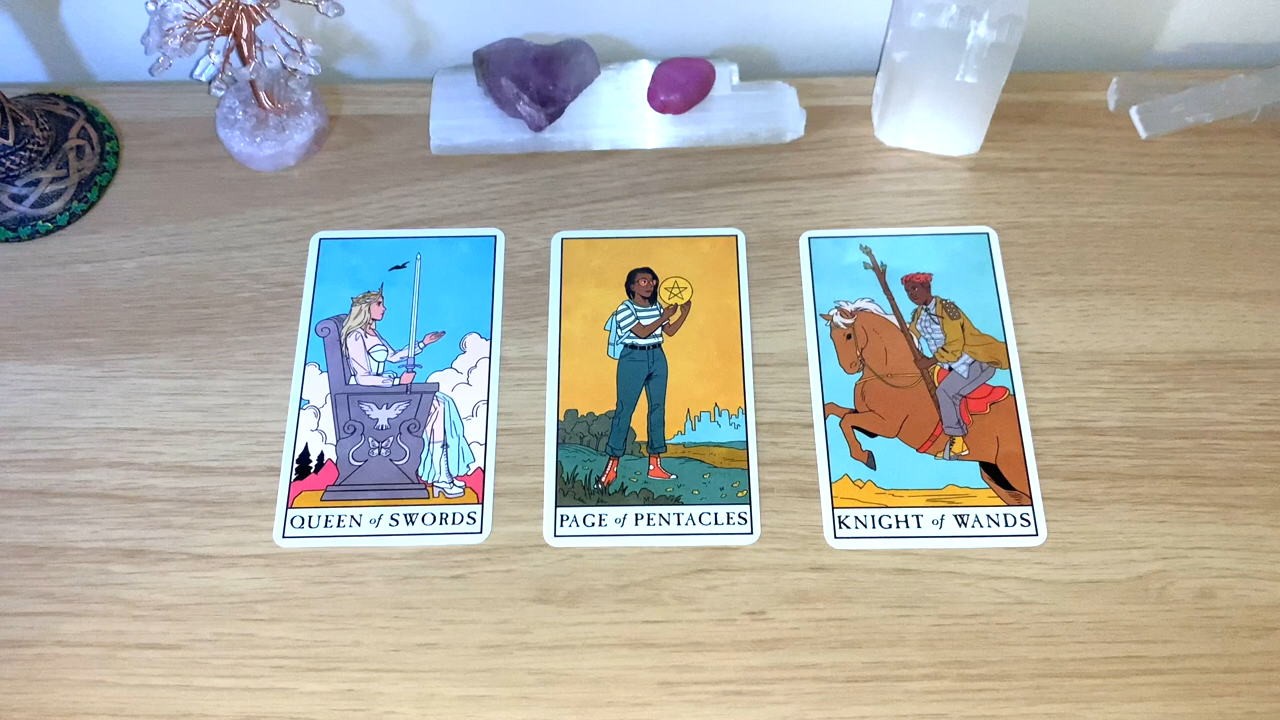 QUEEN of SWORDS
PAGE of PENTACLES
KNIGHT of WANDS